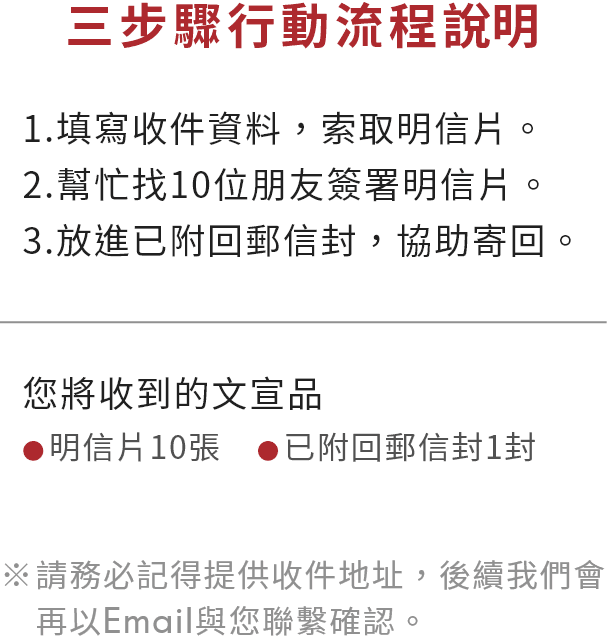 三步驟行動流程說明
1.填寫收件資料，索取明信片。
2.幫忙找10位朋友簽署明信片。
3.放進已附回郵信封，協助寄回。
您將收到的文宣品
●明信片10張 ●已附回郵信封1封
※請務必記得提供收件地址，後續我們會
再以Email與您聯繫確認。